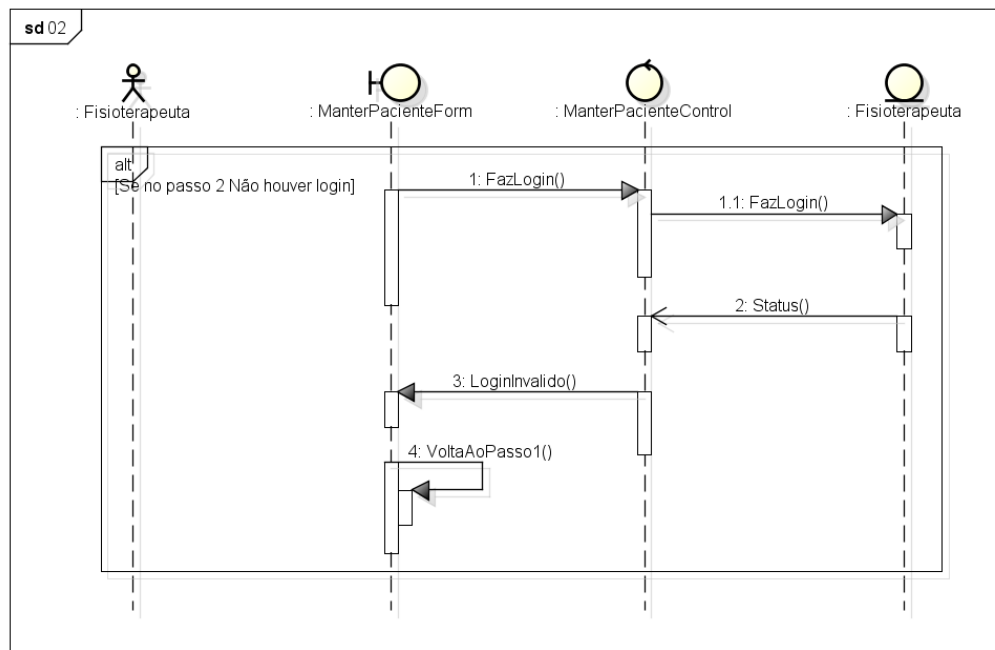 sd 02
: Fisioterapeuta
: ManterPacienteForm
: ManterPacienteControl
: Fisioterapeuta
alt
[Se no passo 2 Não houver login]
1: FazLogin()
1.1: FazLogin()
2: Status()
3: LoginInvalido()
4: VoltaAoPasso1()